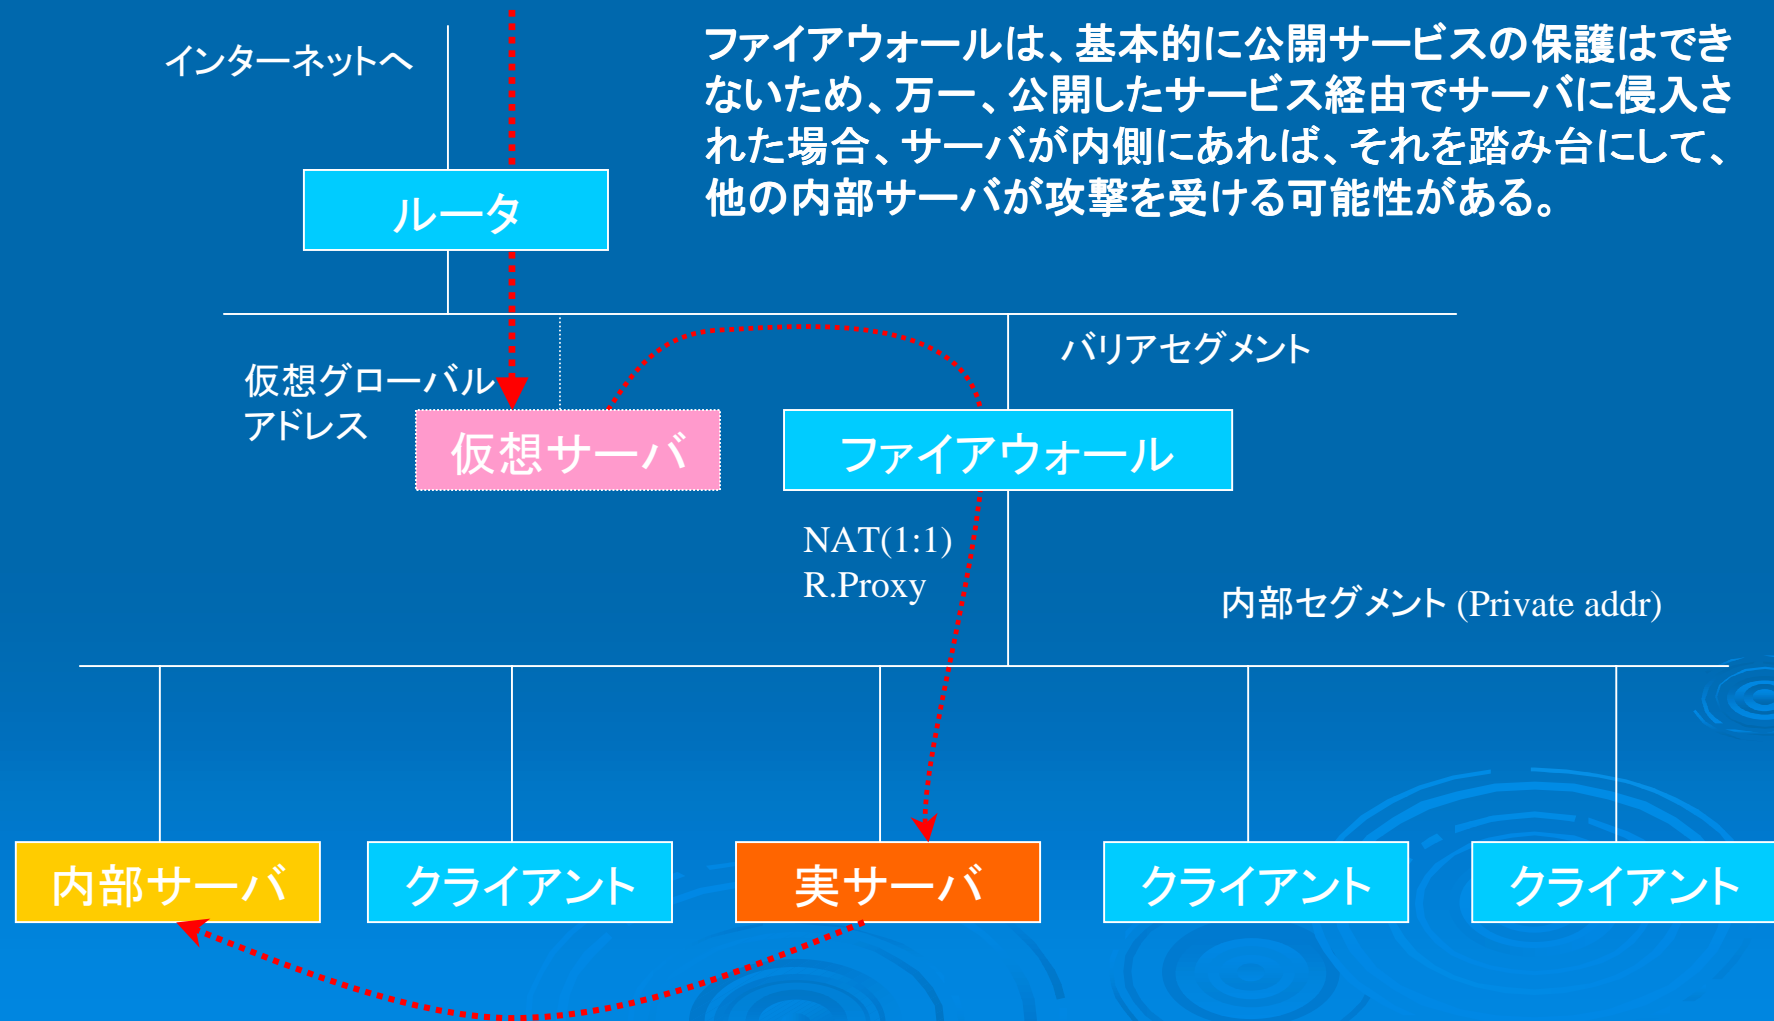 インターネットへ
ファイアウォールは、基本的に公開サービスの保護はでき
ないため、万一、公開したサービス経由でサーバに侵入さ
れた場合、サーバが内側にあれば、それを踏み台にして、
他の内部サーバが攻撃を受ける可能性がある。
ルータ
バリアセグメント
仮想グローバル
アドレス
仮想サーバ
ファイアウォール
NAT(1:1)
R.Proxy
内部セグメント (Private addr)
内部サーバ
クライアント
実サーバ
クライアント
クライアント